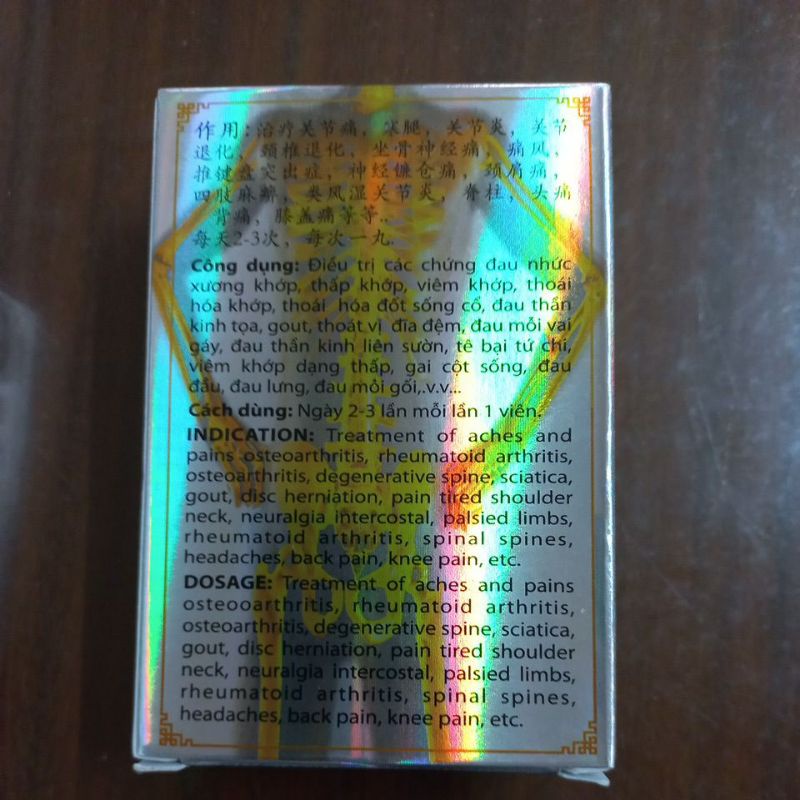 作用:治疗关节痛，寒腿，关节炎，关节
退化，颈椎退化，坐骨神经痛，痛风，
推键盘突出症，神经慷仓痛，颈肩痛，
四肢麻痹，类风湿关节炎，脊柱，头痛
背痛，膝盖痛等等..
每天2-3次，每次一丸
Công dụng: Điều trị các chứng đau nhức
xương khớp, thấp khớp, viêm khớp, thoái
hóa khớp, thoái hóa đốt sống cổ, đau thần
kinh tọa, gout, thoát vị đĩa đệm, đau mỏi vai
gáy, đau thần kinh liên sườn, tê bại tứ chi,
viêm khớp dạng thấp, gai cột sống, đau
đầu, đau lưng, đau mỏi gối,.v.v...
Cách dùng: Ngày 2-3 lần mỗi lần 1 viên.
INDICATION: Treatment of aches and
pains osteoarthritis, rheumatoid arthritis,
osteoarthritis, degenerative spine, sciatica,
gout, disc herniation, pain tired shoulder
neck, neuralgia intercostal, palsied limbs,
rheumatoid arthritis, spinal spines,
headaches, back pain, knee pain, etc.
DOSAGE: Treatment of aches and pains
osteooarthritis, rheumatoid arthritis,
osteoarthritis, degenerative spine, sciatica,
gout, disc herniation, pain tired shoulder
neck, neuralgia intercostal, palsied limbs,
rheumatoid arthritis, spinal spines,
headaches, back pain, knee pain, etc.